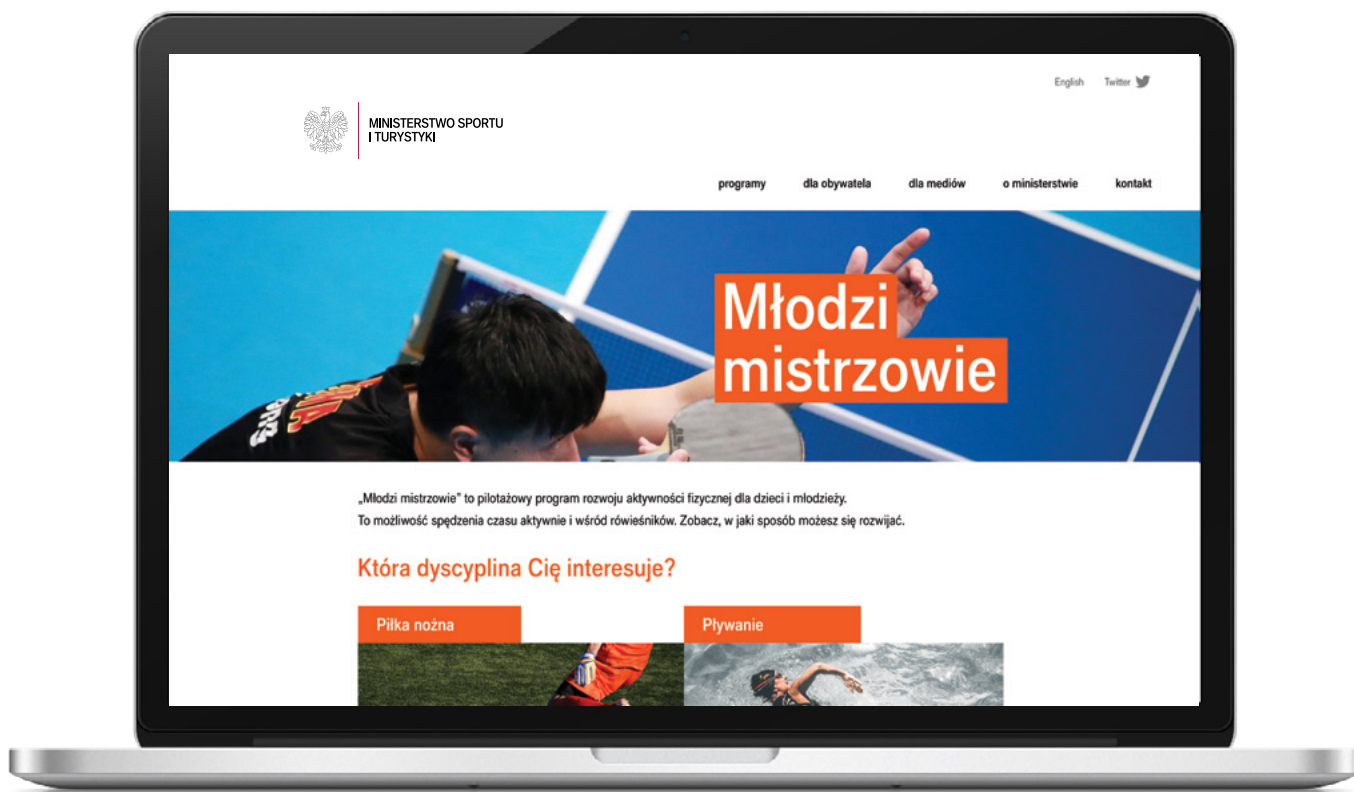 English Twitter
MINISTERSTWO SPORTU
I TURYSTYKI
programy dla obywatela dla mediów o ministerstwie kontakt
Młodzi
mistrzowie
„Młodzi mistrzowie” to pilotażowy program rozwoju aktywności fizycznej dla dzieci i młodzieży.
To możliwość spędzenia czasu aktywnie i wśród rówieśników. Zobacz, w jaki sposób możesz się rozwijać.
Która dyscyplina Cię interesuje?
Piłka nożna Pływanie